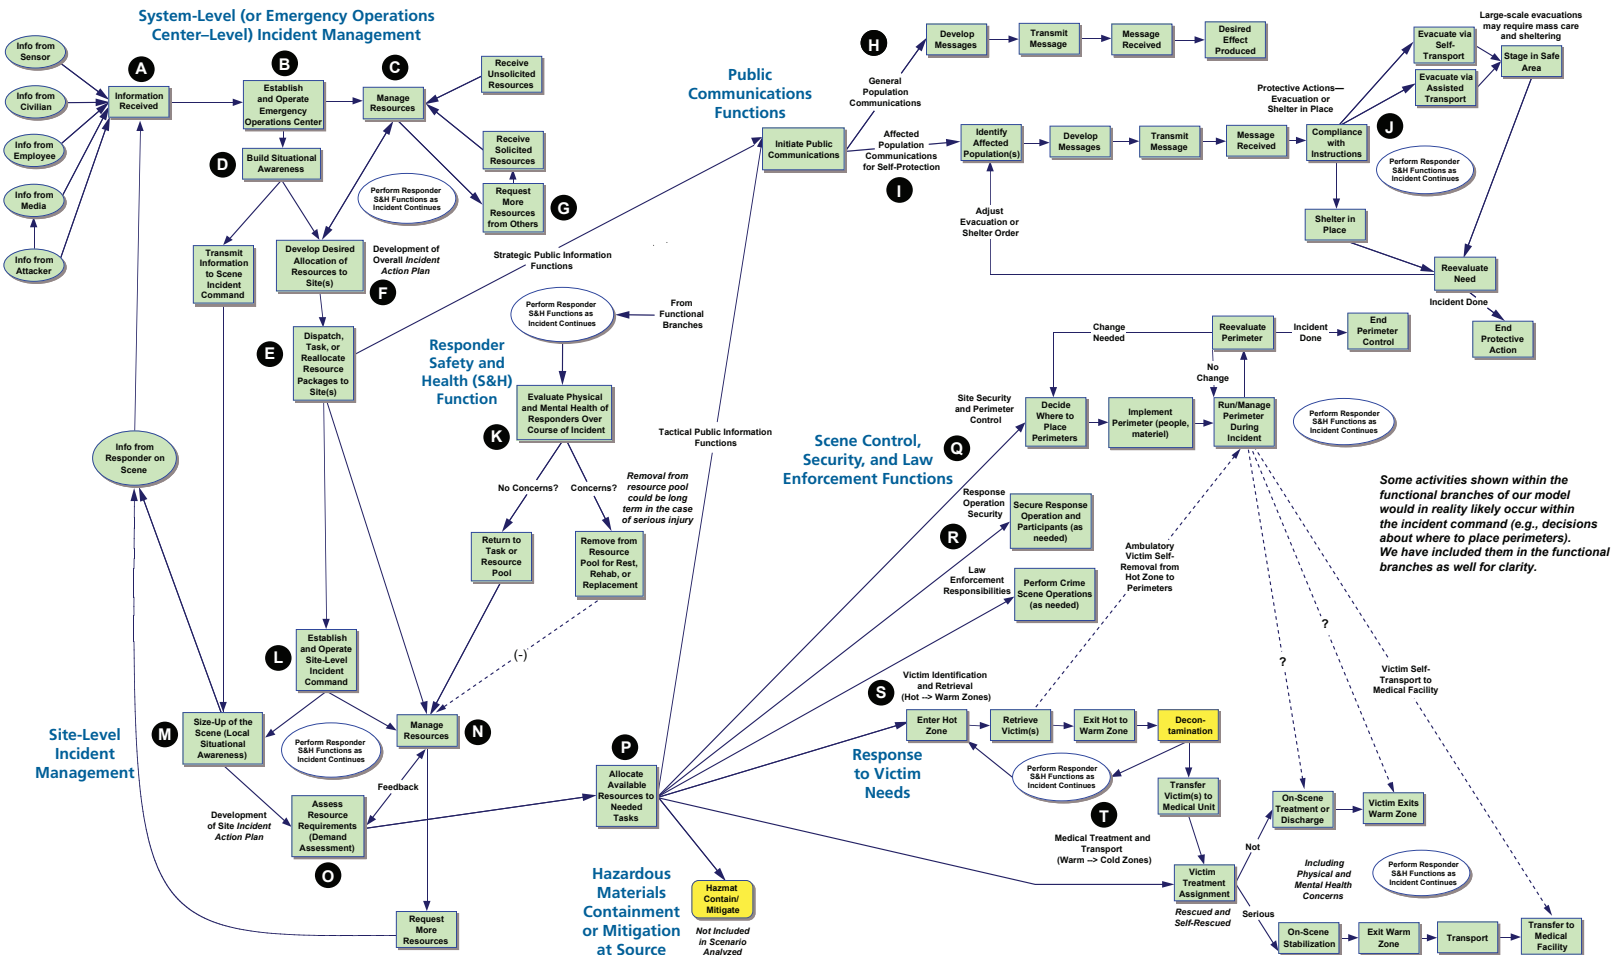 System-Level (or Emergency Operations
Center–Level) Incident Management
Info from
Sensor
Info from
Civilian
Info from
Employee
Info from
Media
Info from
Attacker
A
Information
Received
B
Establish
and Operate
Emergency
Operations Center
C
Manage
Resources
Receive
Unsolicited
Resources
Receive
Solicited
Resources
Request
More
Resources
from Others
G
D
Build Situational
Awareness
Perform Responder
S&H Functions as
Incident Continues
Transmit
Information
to Scene
Incident
Command
Develop Desired
Allocation of
Resources to
Site(s)
Development of
Overall Incident
Action Plan
F
E
Dispatch,
Task, or
Reallocate
Resource
Packages to
Site(s)
Strategic Public Information
Functions
Info from
Responder on
Scene
Responder
Safety and
Health (S&H)
Function
Perform Responder
S&H Functions as
Incident Continues
From
Functional
Branches
Evaluate Physical
and Mental Health of
Responders Over
Course of Incident
K
No Concerns?
Concerns?
Removal from
resource pool
could be long
term in the case
of serious injury
Return to
Task or
Resource
Pool
Remove from
Resource
Pool for Rest,
Rehab, or
Replacement
(-)
Tactical Public Information
Functions
Site-Level
Incident
Management
L
Establish
and Operate
Site-Level
Incident
Command
M
Size-Up of the
Scene (Local
Situational
Awareness)
Perform Responder
S&H Functions as
Incident Continues
Manage
Resources
N
Feedback
Development
of Site Incident
Action Plan
Assess
Resource
Requirements
(Demand
Assessment)
O
Request
More
Resources
P
Allocate
Available
Resources to
Needed
Tasks
Hazardous
Materials
Containment
or Mitigation
at Source
Hazmat
Contain/
Mitigate
Not Included
in Scenario
Analyzed
Public
Communications
Functions
Initiate Public
Communications
H
General
Population
Communications
Develop
Messages
Transmit
Message
Message
Received
Desired
Effect
Produced
Affected
Population
Communications
for Self-Protection
I
Identify
Affected
Population(s)
Develop
Messages
Transmit
Message
Message
Received
Protective Actions—
Evacuation or
Shelter in Place
Compliance
with
Instructions
J
Evacuate via
Self-
Transport
Evacuate via
Assisted
Transport
Large-scale evacuations
may require mass care
and sheltering
Stage in Safe
Area
Perform Responder
S&H Functions as
Incident Continues
Shelter in
Place
Adjust
Evacuation or
Shelter Order
Reevaluate
Need
Incident Done
End
Protective
Action
Scene Control,
Security, and Law
Enforcement Functions
Change
Needed
Reevaluate
Perimeter
Incident
Done
End
Perimeter
Control
No
Change
Site Security
and Perimeter
Control
Q
Decide
Where to
Place
Perimeters
Implement
Perimeter (people,
materiel)
Run/Manage
Perimeter
During
Incident
Perform Responder
S&H Functions as
Incident Continues
Response
Operation
Security
R
Secure Response
Operation and
Participants (as
needed)
Law
Enforcement
Responsibilities
Perform Crime
Scene Operations
(as needed)
Ambulatory
Victim Self-
Removal from
Hot Zone to
Perimeters
Some activities shown within the
functional branches of our model
would in reality likely occur within
the incident command (e.g., decisions
about where to place perimeters).
We have included them in the functional
branches as well for clarity.
?
?
Victim Self-
Transport to
Medical Facility
S
Victim Identification
and Retrieval
(Hot --> Warm Zones)
Response
to Victim
Needs
Enter Hot
Zone
Retrieve
Victim(s)
Exit Hot to
Warm Zone
Decon-
tamination
Perform Responder
S&H Functions as
Incident Continues
Transfer
Victim(s) to
Medical Unit
T
Medical Treatment and
Transport
(Warm --> Cold Zones)
Victim
Treatment
Assignment
Rescued and
Self-Rescued
Not
Serious
On-Scene
Treatment or
Discharge
Victim Exits
Warm Zone
Including
Physical and
Mental Health
Concerns
Perform Responder
S&H Functions as
Incident Continues
On-Scene
Stabilization
Exit Warm
Zone
Transport
Transfer to
Medical
Facility